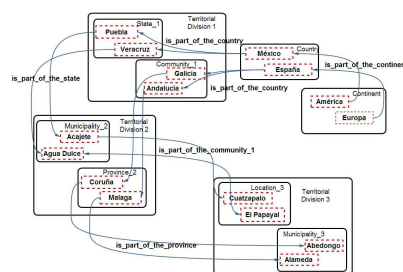 State_1
Territorial
Division 1
Puebla
Veracruz
is_part_of_the_country
México
Country
España
is_part_of_the_continen
is_part_of_the_state
Community_1
Galicia
Andalucia
is_part_of_the_country
Continent
América
Europa
Municipality_2
Territorial
Division 2
Acajete
Agua Dulce
is_part_of_the_community_1
Province_2
Coruña
Malaga
Location_3
Territorial
Division 3
Cuatzapalo
El Papayal
is_part_of_the_province
Municipality_3
Abedongo
Alameda